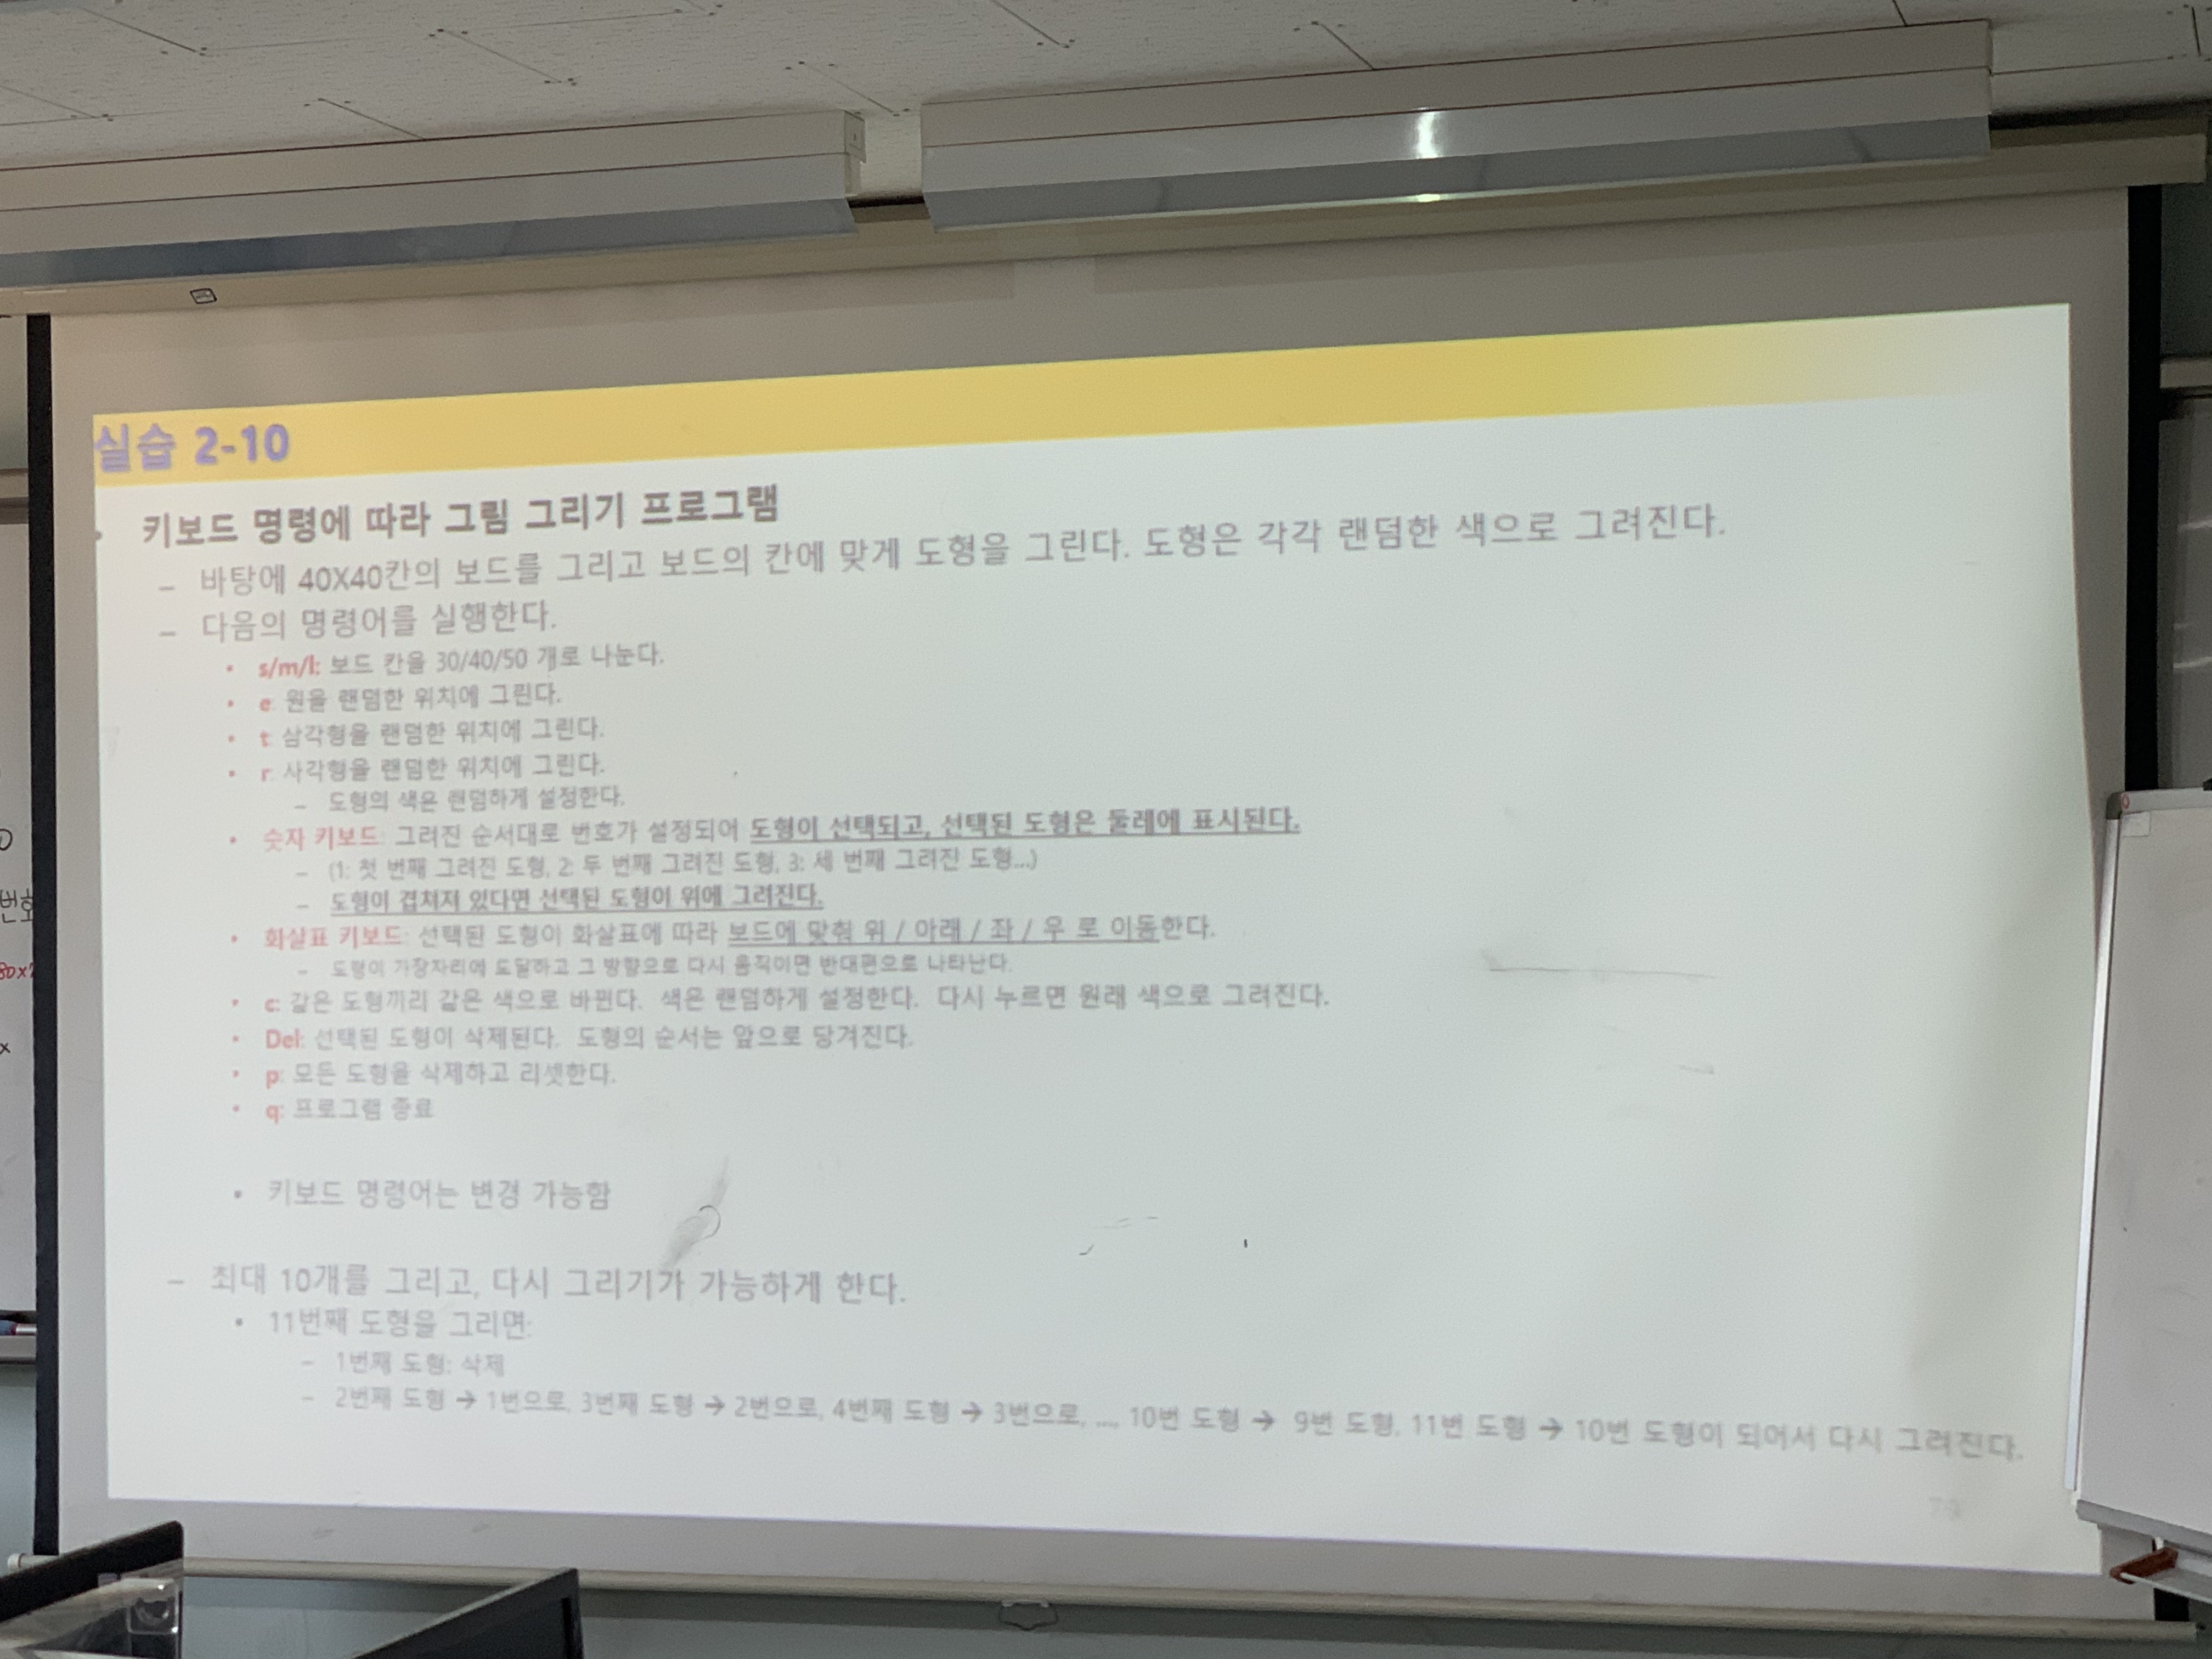 실습 2-10
• 키보드 명령에 따라 그림 그리기 프로그램
– 바탕에 40X40칸의 보드를 그리고 보드의 칸에 맞게 도형을 그린다. 도형은 각각 랜덤한 색으로 그려진다.
– 다음의 명령어를 실행한다.
• s/m/l: 보드 칸을 30/40/50 개로 나눈다.
• e: 원을 랜덤한 위치에 그린다.
• t: 삼각형을 랜덤한 위치에 그린다.
• r: 사각형을 랜덤한 위치에 그린다.
– 도형의 색은 랜덤하게 설정한다.
• 숫자 키보드: 그려진 순서대로 번호가 설정되어 도형이 선택되고, 선택된 도형은 둘레에 표시된다.
– (1: 첫 번째 그려진 도형, 2: 두 번째 그려진 도형, 3: 세 번째 그려진 도형...)
– 도형이 겹쳐져 있다면 선택된 도형이 위에 그려진다.
• 화살표 키보드: 선택된 도형이 화살표에 따라 보드에 맞춰 위 / 아래 / 좌 / 우 로 이동한다.
– 도형이 가장자리에 도달하고 그 방향으로 다시 움직이면 반대편으로 나타난다.
• c: 같은 도형끼리 같은 색으로 바뀐다. 색은 랜덤하게 설정한다. 다시 누르면 원래 색으로 그려진다.
• Del: 선택된 도형이 삭제된다. 도형의 순서는 앞으로 당겨진다.
• p: 모든 도형을 삭제하고 리셋한다.
• q: 프로그램 종료
• 키보드 명령어는 변경 가능함
– 최대 10개를 그리고, 다시 그리기가 가능하게 한다.
• 11번째 도형을 그리면:
– 1번째 도형: 삭제
– 2번째 도형 → 1번으로, 3번째 도형 → 2번으로, 4번째 도형 → 3번으로, ..., 10번 도형 → 9번 도형, 11번 도형 → 10번 도형이 되어서 다시 그려진다.